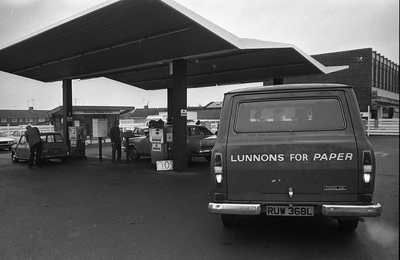 LUNNONS FOR PAPER
RUW 368L